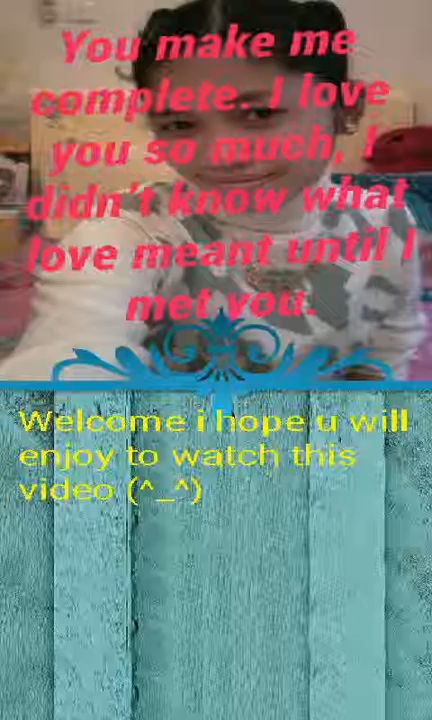 You make me
complete. I love
you so much, I
didn't know what
love meant until I
met you.
Welcome i hope u will
enjoy to watch this
video (^_^)